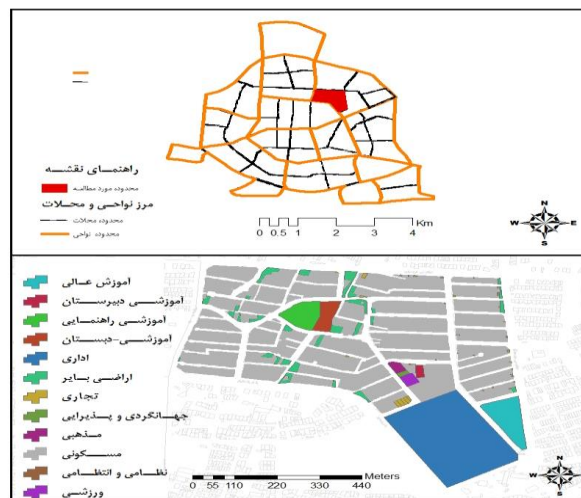 راهنمای نقشه
محدوده مورد مطالعه
مرز نواحی و محلات
محدوده محلات
محدوده نواحی
Km
0 0.5 1 2 3 4
N
W E
S
آموزش عالی
آموزشی دبیرستان
آموزشی راهنمایی
آموزشی-دبستان
اداری
اراضی بایر
تجاری
جهانگردی و پذیرایی
مذهبی
مسکونی
نظامی و انتظامی
ورزشی
Meters
0 55 110 220 330 440
N
W E
S